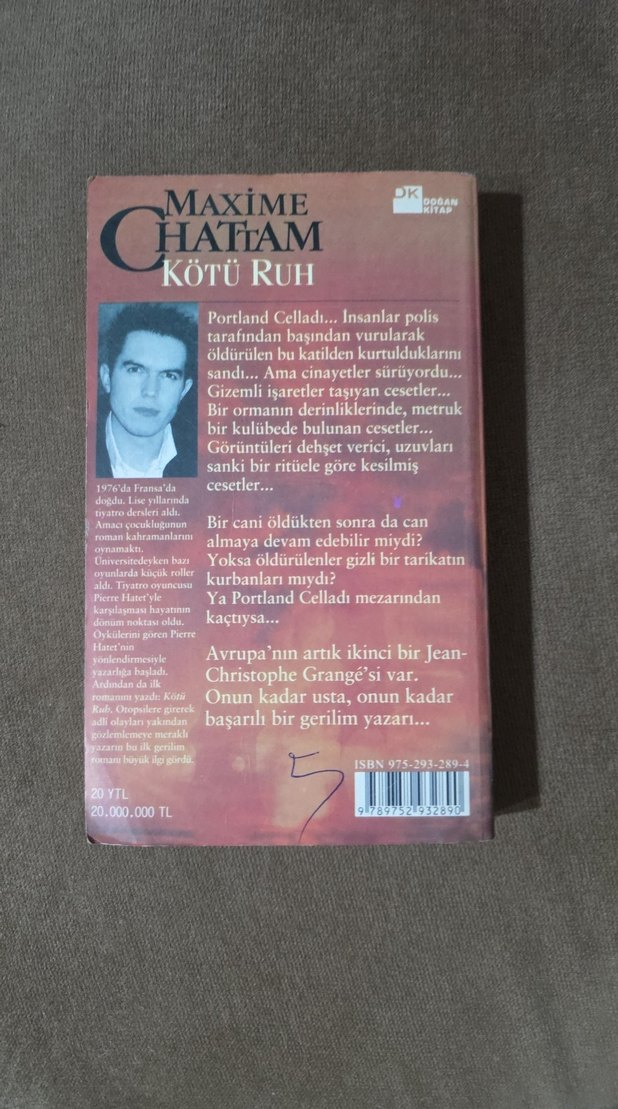 MAXİME
CHATTAM
KÖTÜ RUH
DK
DOĞAN
KİTAP
Portland Celladı... İnsanlar polis
tarafından başından vurularak
öldürülen bu katilden kurtulduklarını
sandı... Ama cinayetler sürüyordu...
Gizemli işaretler taşıyan cesetler...
Bir ormanın derinliklerinde, metruk
bir kulübede bulunan cesetler...
Görüntüleri dehşet verici, uzuvları
sanki bir ritüele göre kesilmiş
cesetler...
Bir cani öldükten sonra da can
almaya devam edebilir miydi?
Yoksa öldürülenler gizli bir tarikatın
kurbanları mıydı?
Ya Portland Celladı mezarından
kaçtıysa...
Avrupa'nın artık ikinci bir Jean-
Christophe Grangé'si var.
Onun kadar usta, onun kadar
başarılı bir gerilim yazarı...
1976'da Fransa'da
doğdu. Lise yıllarında
tiyatro dersleri aldı.
Amacı çocukluğunun
roman kahramanlarını
oynamaktı.
Üniversitedeyken bazı
oyunlarda küçük roller
aldı. Tiyatro oyuncusu
Pierre Hatet'yle
karşılaşması hayatının
dönüm noktası oldu.
Öykülerini gören Pierre
Hatet'nin
yönlendirmesiyle
yazarlığa başladı.
Ardından da ilk
romanını yazdı: Kötü
Ruh. Otopsilere girerek
adli olayları yakından
gözlemlemeye meraklı
yazarın bu ilk gerilim
romanı büyük ilgi gördü.
20 YTL
20.000.000 TL
5
ISBN 975-293-289-4
9 789752 932890